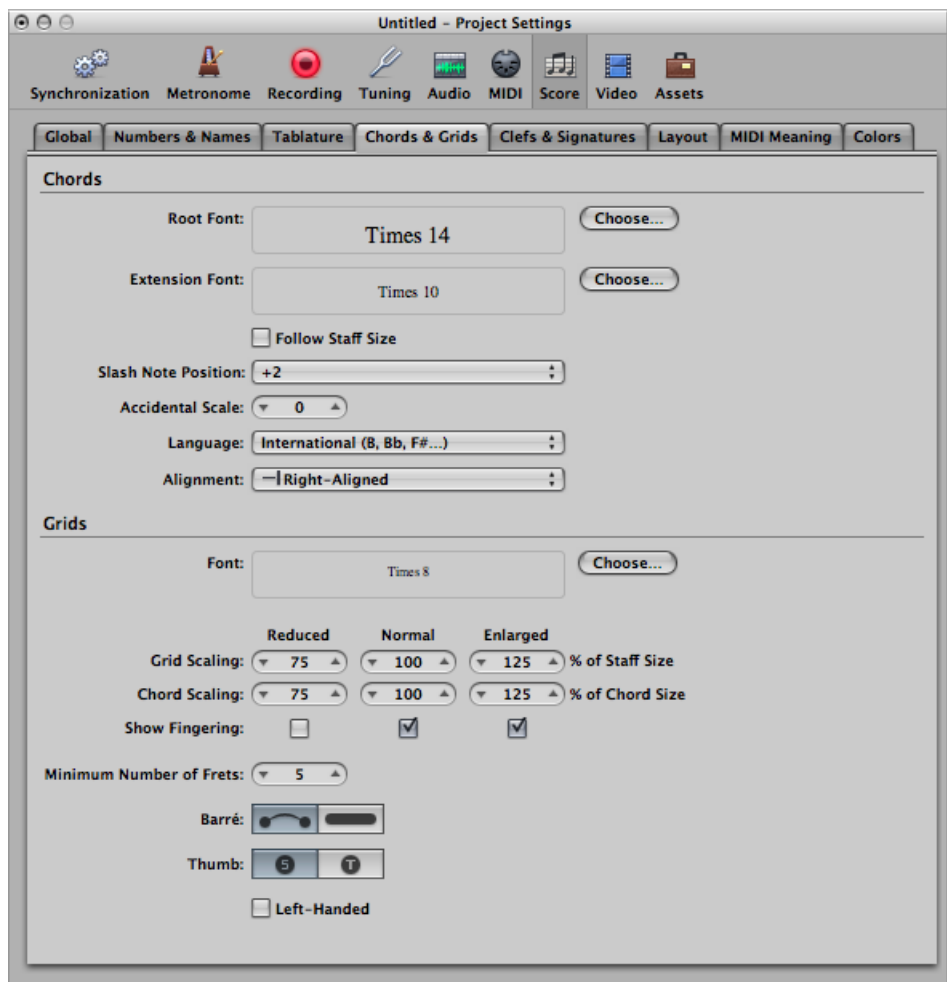 Untitled – Project Settings
Synchronization Metronome Recording Tuning Audio MIDI Score Video Assets
Global Numbers & Names Tablature Chords & Grids Clefs & Signatures Layout MIDI Meaning Colors
Chords
Root Font: Times 14 Choose...
Extension Font: Times 10 Choose...
Follow Staff Size
Slash Note Position: +2
Accidental Scale: 0
Language: International (B, Bb, F#...)
Alignment: Right-Aligned
Grids
Font: Times 8 Choose...
Reduced Normal Enlarged
Grid Scaling: 75 100 125 % of Staff Size
Chord Scaling: 75 100 125 % of Chord Size
Show Fingering:
Minimum Number of Frets: 5
Barré:
Thumb: 5 T
Left-Handed